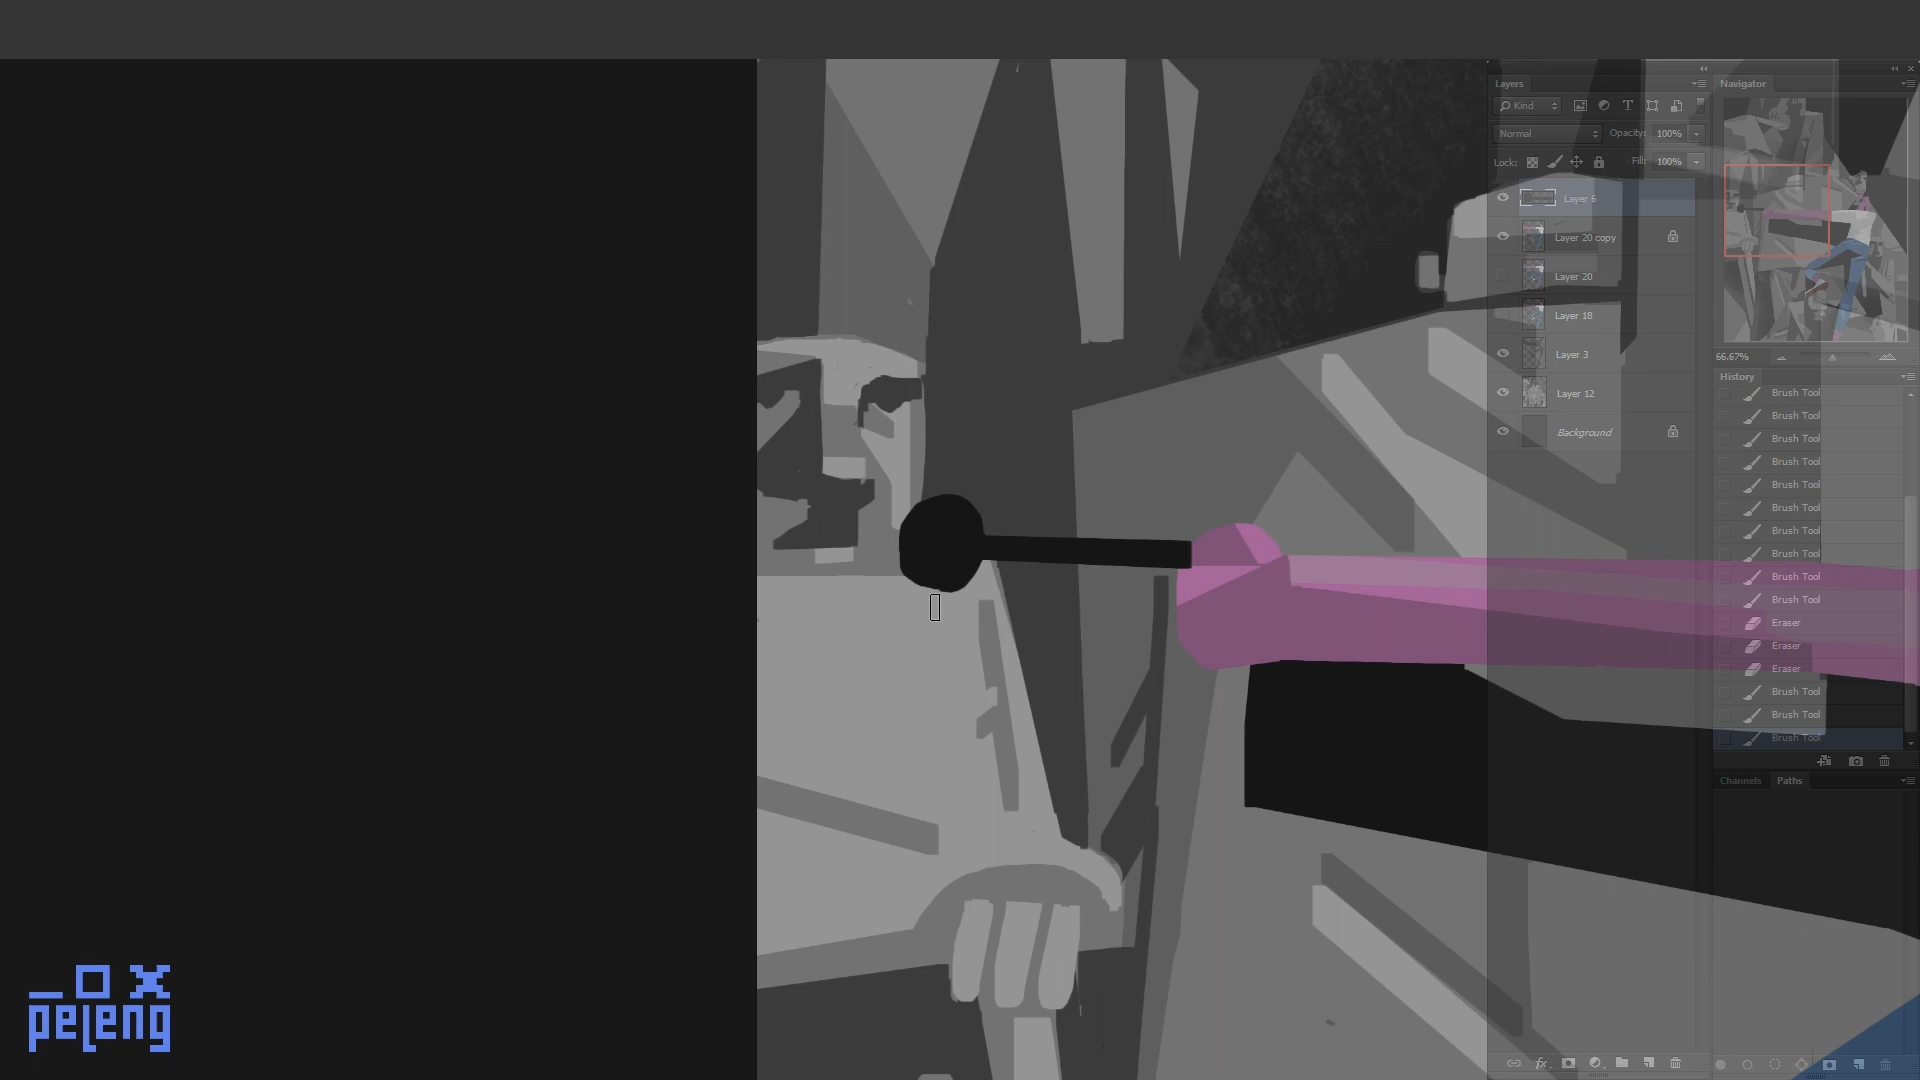 Layers
Navigator
Kind
Normal
Opacity:
100%
Lock:
Fill:
100%
Layer 6
Layer 20 copy
Layer 20
Layer 18
Layer 3
Layer 12
Background
66.67%
History
Brush Tool
Brush Tool
Brush Tool
Brush Tool
Brush Tool
Brush Tool
Brush Tool
Brush Tool
Brush Tool
Brush Tool
Eraser
Eraser
Eraser
Brush Tool
Brush Tool
Brush Tool
Channels
Paths
fx
peleng